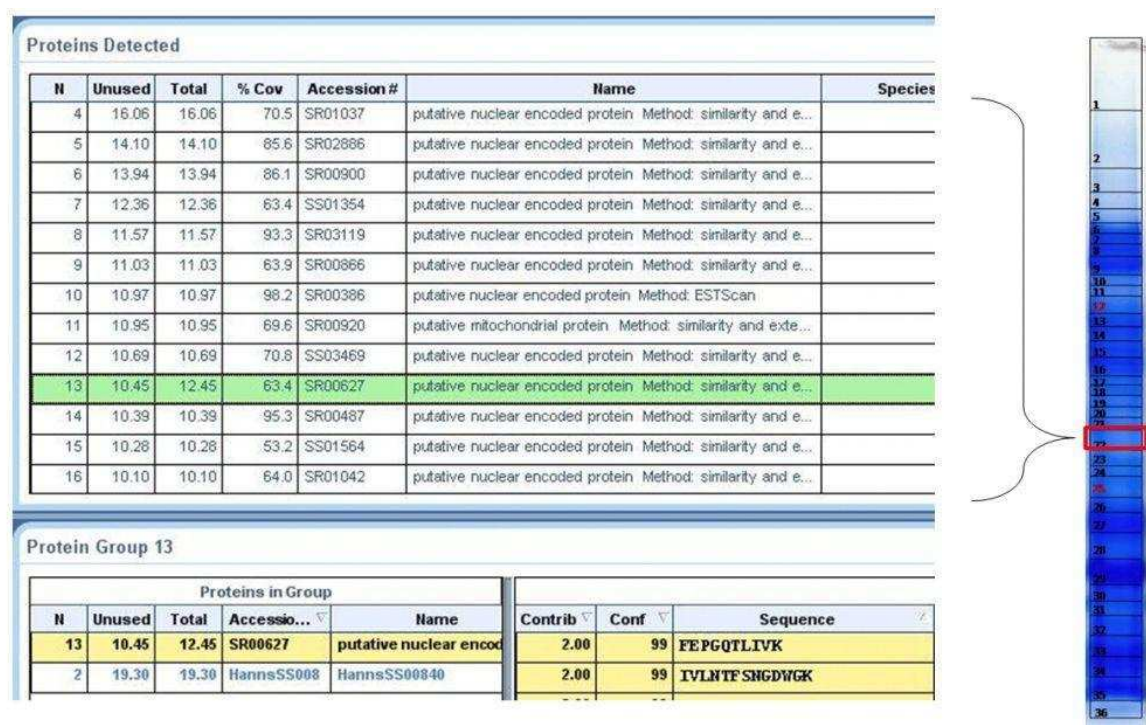 Proteins Detected
N Unused Total % Cov Accession # Name Species
4 16.06 16.06 70.5 SR01037 putative nuclear encoded protein Method: similarity and e...
5 14.10 14.10 85.6 SR02886 putative nuclear encoded protein Method: similarity and e...
6 13.94 13.94 86.1 SR00900 putative nuclear encoded protein Method: similarity and e...
7 12.36 12.36 63.4 SS01354 putative nuclear encoded protein Method: similarity and e...
8 11.57 11.57 93.3 SR03119 putative nuclear encoded protein Method: similarity and e...
9 11.03 11.03 63.9 SR00866 putative nuclear encoded protein Method: similarity and e...
10 10.97 10.97 98.2 SR00386 putative nuclear encoded protein Method: ESTScan
11 10.95 10.95 69.6 SR00920 putative mitochondrial protein Method: similarity and exte...
12 10.69 10.69 70.8 SS03469 putative nuclear encoded protein Method: similarity and e...
13 10.45 12.45 63.4 SR00627 putative nuclear encoded protein Method: similarity and e...
14 10.39 10.39 95.3 SR00487 putative nuclear encoded protein Method: similarity and e...
15 10.28 10.28 53.2 SS01564 putative nuclear encoded protein Method: similarity and e...
16 10.10 10.10 64.0 SR01042 putative nuclear encoded protein Method: similarity and e...
Protein Group 13
Proteins in Group
N Unused Total Accessio... Name Contrib Conf Sequence
13 10.45 12.45 SR00627 putative nuclear encod 2.00 99 FEPGQTLIVK
2 19.30 19.30 HannsSS008 HannsSS00840 2.00 99 IVLNTFSNGDWGK
1
2
3
4
5
6
7
8
9
10
11
12
13
14
15
16
17
18
19
20
21
22
23
24
25
26
27
28
29
30
31
32
33
34
35
36